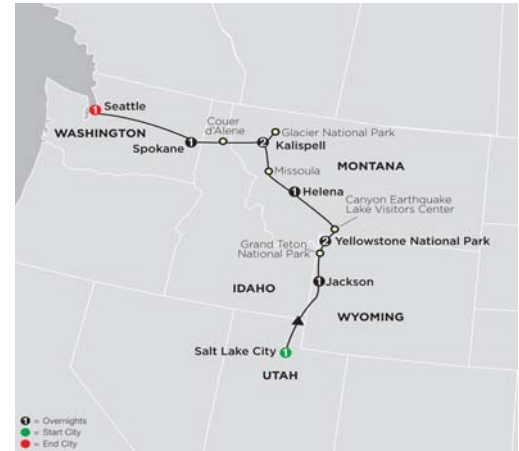 1 Seattle
WASHINGTON
Couer
d'Alene
Spokane
1
2
Glacier National Park
Kalispell
Missoula
MONTANA
1 Helena
Canyon Earthquake
Lake Visitors Center
2 Yellowstone National Park
Grand Teton
National Park
1 Jackson
IDAHO
WYOMING
Salt Lake City 1
UTAH
1 = Overnights
= Start City
= End City